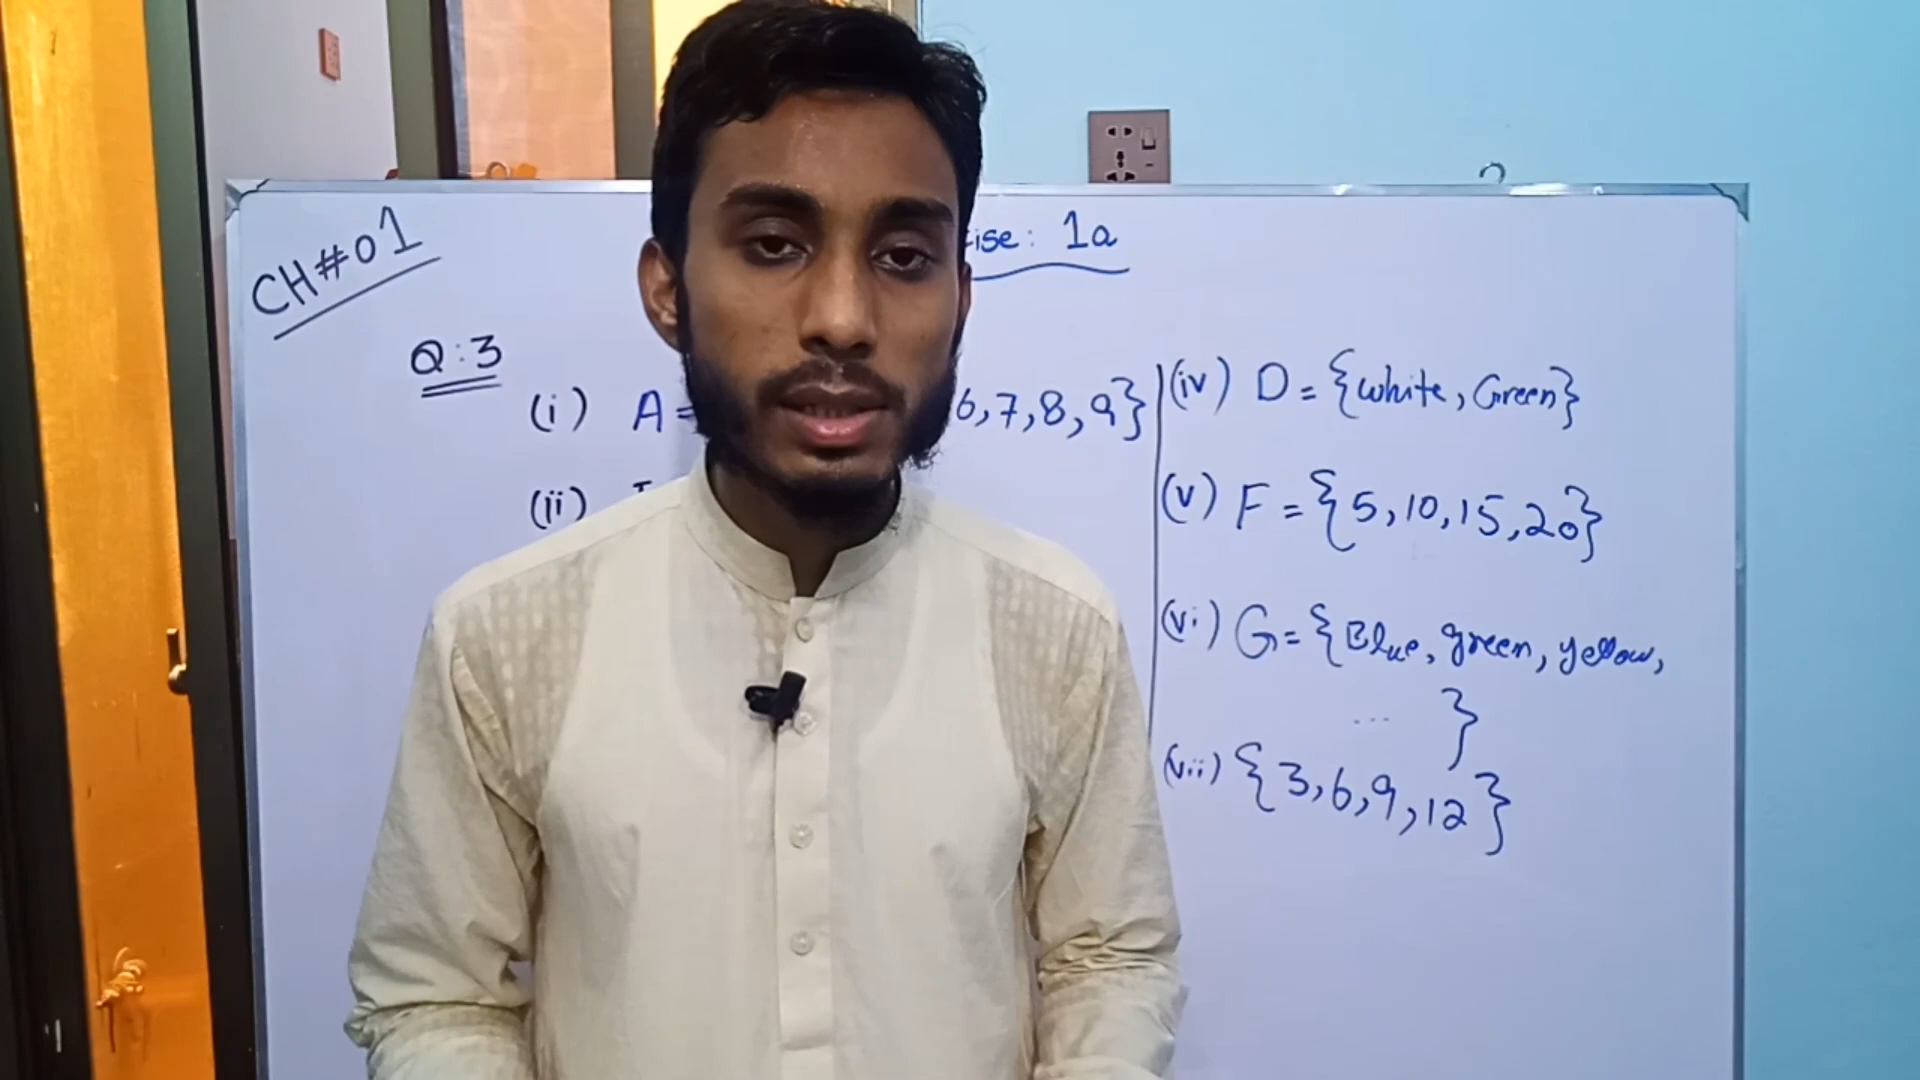 CH#01
ise: 1a
Q:3
(i) A= 6,7,8,9}
(ii)
(iv) D={white, Green}
(v) F={5,10,15,20}
(vi) G={Blue, green, yellow,
... }
(vii) {3,6,9,12}